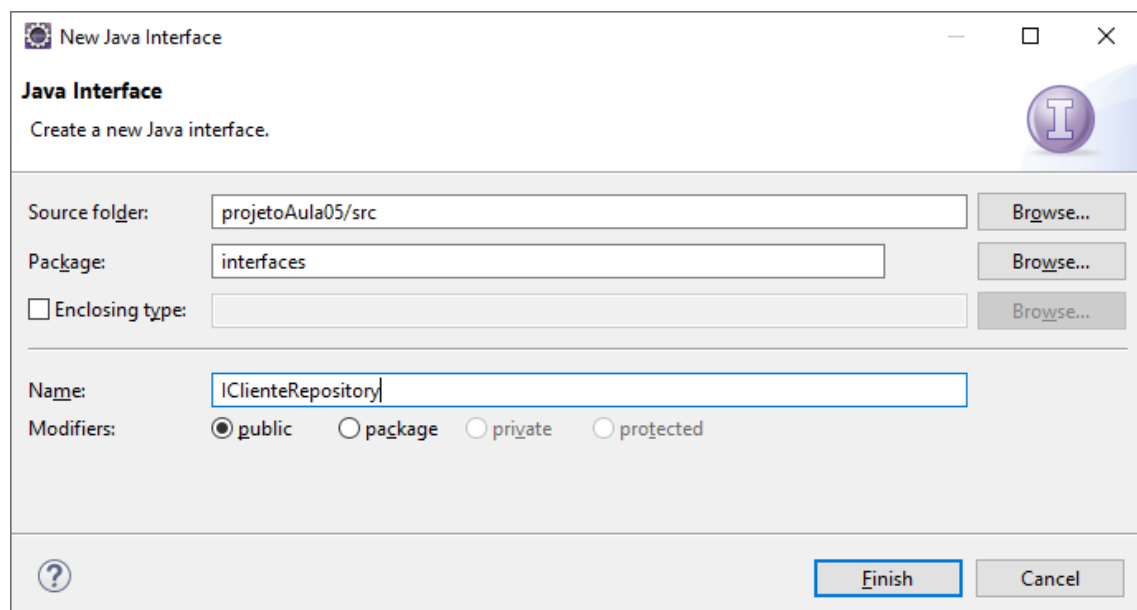 New Java Interface
Java Interface
Create a new Java interface.
Source folder: projetoAula05/src Browse...
Package: interfaces Browse...
Enclosing type: Browse...
Name: IClienteRepository
Modifiers: public package private protected
Finish Cancel